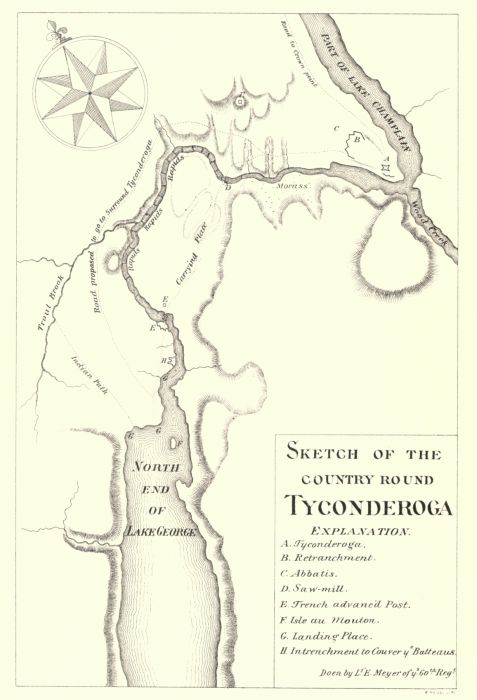 Road to Crown point
PART OF LAKE CHAMPLAIN
C
B
A
D
Morass
Wood Creek
Rapids
Rapids
Rapids
Road proposed to go to Surround Tyconderoga
Carrying Place
Trout Brook
Indian Path
E
E
H
G
E
G
F
NORTH
END
OF
LAKE GEORGE
SKETCH OF THE
COUNTRY ROUND
TYCONDEROGA
EXPLANATION.
A. Tyconderoga.
B. Retranchment.
C. Abbatis.
D. Saw-mill.
E. French advanc'd Post.
F. Isle au Mouton.
G. Landing Place.
H. Intrenchment to Couver yᵉ Batteaus.
Doen by Lᵗ E. Meyer of yᵉ 60ᵗʰ Regᵗ